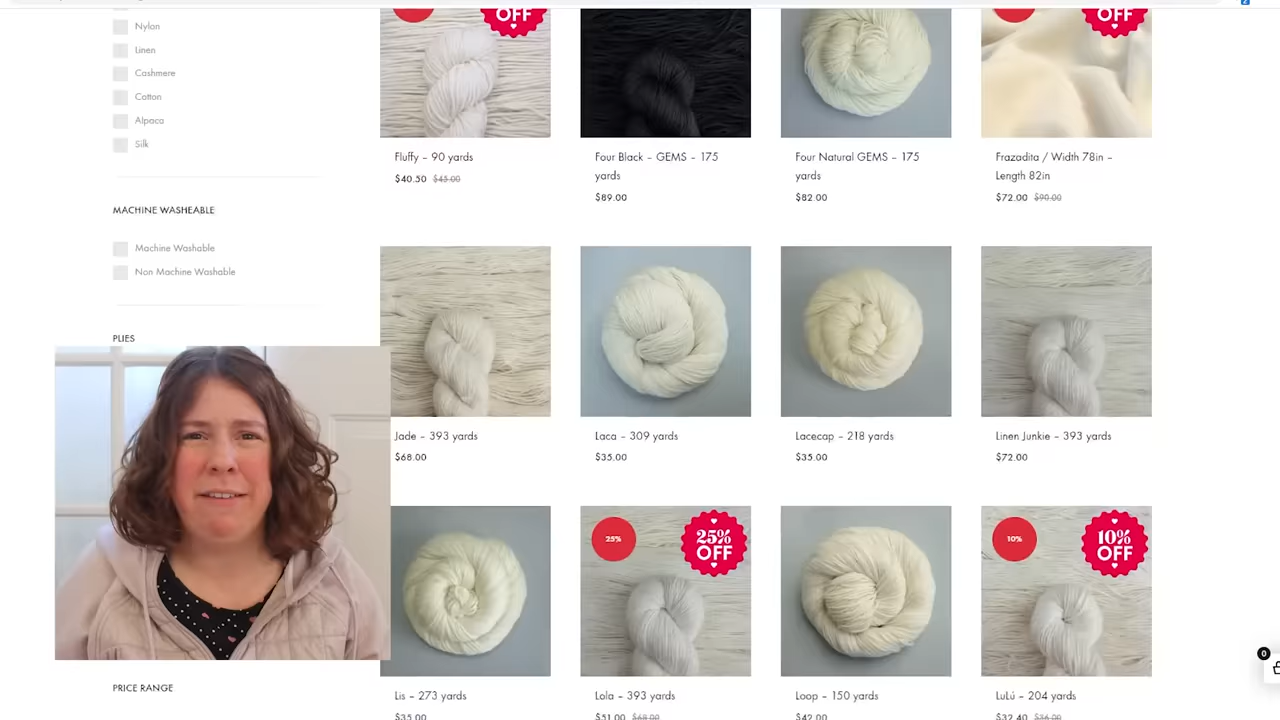 Nylon
Linen
Cashmere
Cotton
Alpaca
Silk
MACHINE WASHEABLE
Machine Washable
Non Machine Washable
PLIES
PRICE RANGE
OFF
OFF
Fluffy – 90 yards
$40.50 $45.00
Four Black – GEMS – 175
yards
$89.00
Four Natural GEMS – 175
yards
$82.00
Frazadita / Width 78in –
Length 82in
$72.00 $90.00
Jade – 393 yards
$68.00
Laca – 309 yards
$35.00
Lacecap – 218 yards
$35.00
Linen Junkie – 393 yards
$72.00
25%
25%
OFF
10%
10%
OFF
Lis – 273 yards
$35.00
Lola – 393 yards
$51.00 $68.00
Loop – 150 yards
$42.00
LuLú – 204 yards
$32.40 $36.00
0